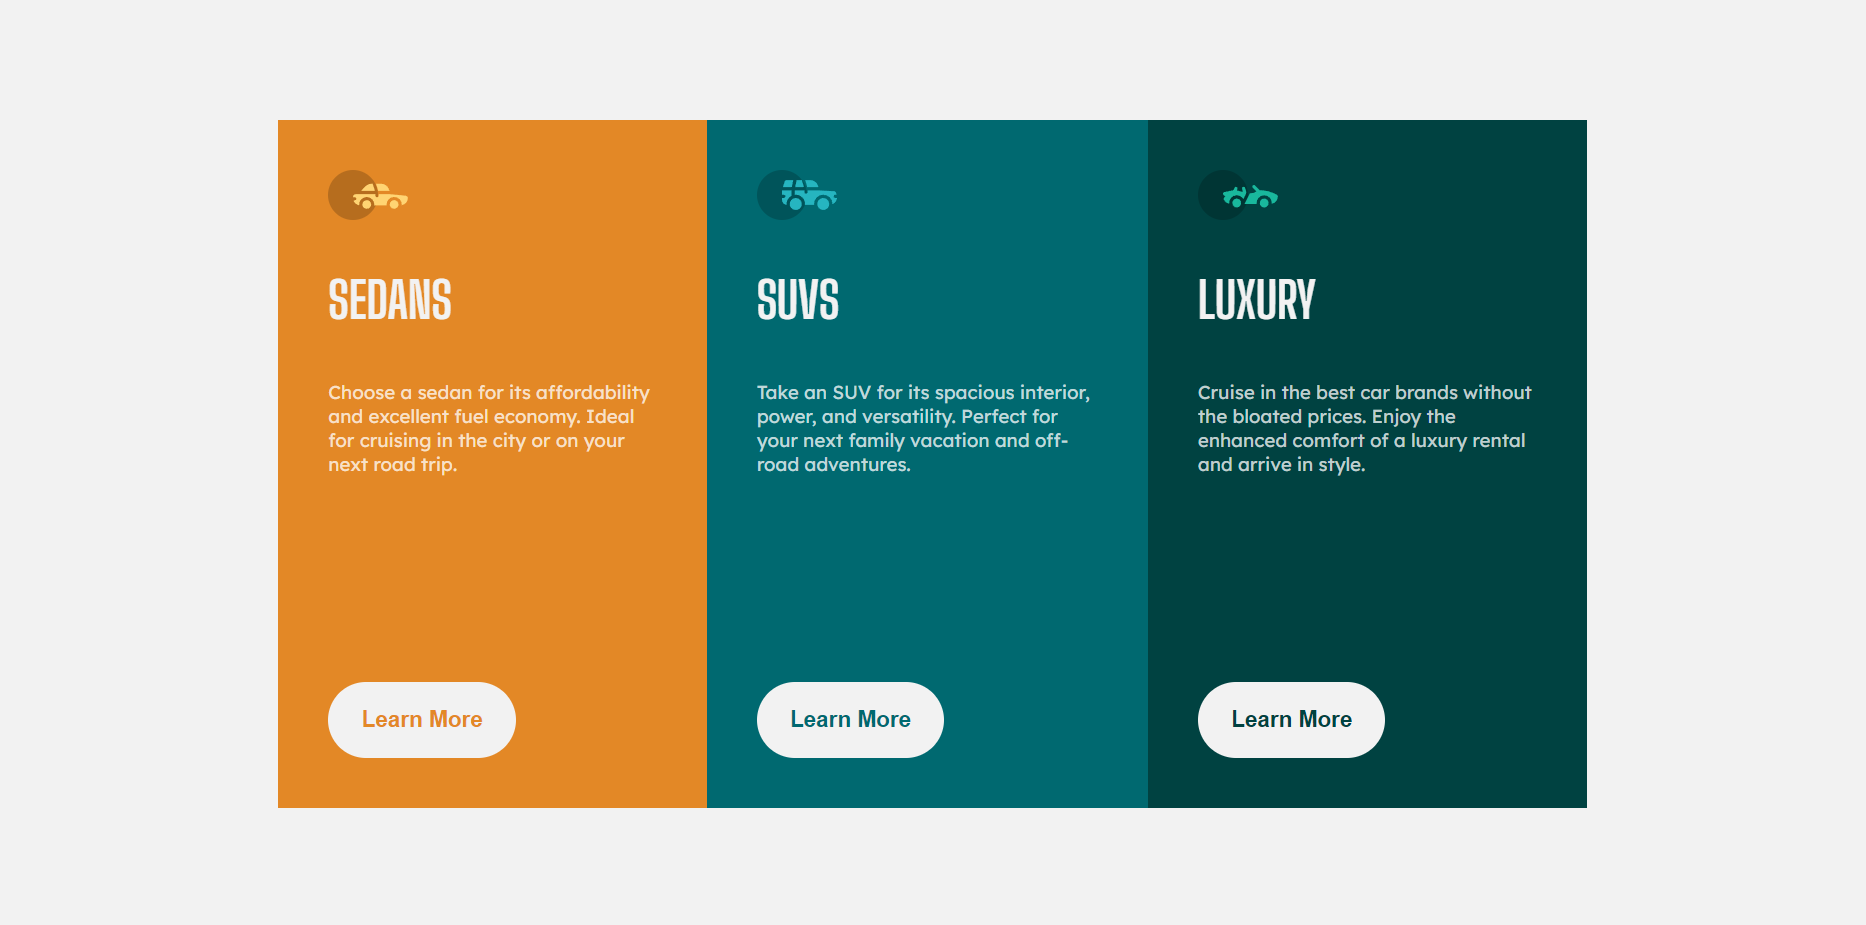 SEDANS
Choose a sedan for its affordability
and excellent fuel economy. Ideal
for cruising in the city or on your
next road trip.
Learn More
SUVS
Take an SUV for its spacious interior,
power, and versatility. Perfect for
your next family vacation and off-
road adventures.
Learn More
LUXURY
Cruise in the best car brands without
the bloated prices. Enjoy the
enhanced comfort of a luxury rental
and arrive in style.
Learn More